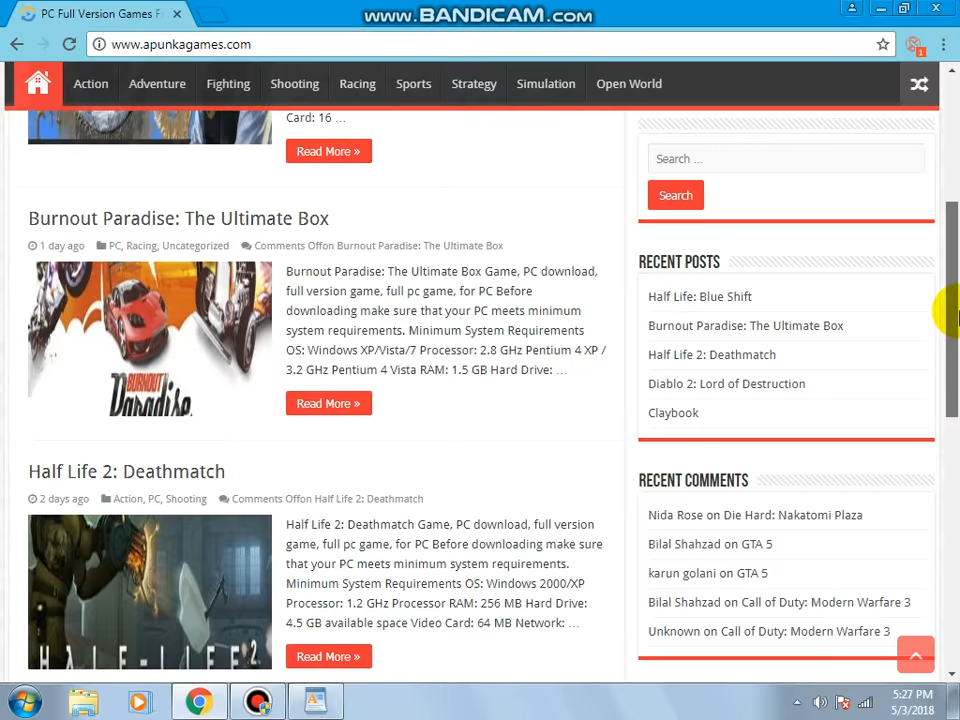 PC Full Version Games F
www.BANDICAM.com
www.apunkagames.com
1
Action
Adventure
Fighting
Shooting
Racing
Sports
Strategy
Simulation
Open World
Card: 16 …
Read More »
Burnout Paradise: The Ultimate Box
1 day ago
PC, Racing, Uncategorized
Comments Offon Burnout Paradise: The Ultimate Box
BURNOUT
Paradise.
Burnout Paradise: The Ultimate Box Game, PC download,
full version game, full pc game, for PC Before
downloading make sure that your PC meets minimum
system requirements. Minimum System Requirements
OS: Windows XP/Vista/7 Processor: 2.8 GHz Pentium 4 XP /
3.2 GHz Pentium 4 Vista RAM: 1.5 GB Hard Drive: …
Read More »
Half Life 2: Deathmatch
2 days ago
Action, PC, Shooting
Comments Offon Half Life 2: Deathmatch
HALF-LIFE 2
Half Life 2: Deathmatch Game, PC download, full version
game, full pc game, for PC Before downloading make sure
that your PC meets minimum system requirements.
Minimum System Requirements OS: Windows 2000/XP
Processor: 1.2 GHz Processor RAM: 256 MB Hard Drive:
4.5 GB available space Video Card: 64 MB Network: …
Read More »
Search …
Search
RECENT POSTS
Half Life: Blue Shift
Burnout Paradise: The Ultimate Box
Half Life 2: Deathmatch
Diablo 2: Lord of Destruction
Claybook
RECENT COMMENTS
Nida Rose on Die Hard: Nakatomi Plaza
Bilal Shahzad on GTA 5
karun golani on GTA 5
Bilal Shahzad on Call of Duty: Modern Warfare 3
Unknown on Call of Duty: Modern Warfare 3
5:27 PM
5/3/2018